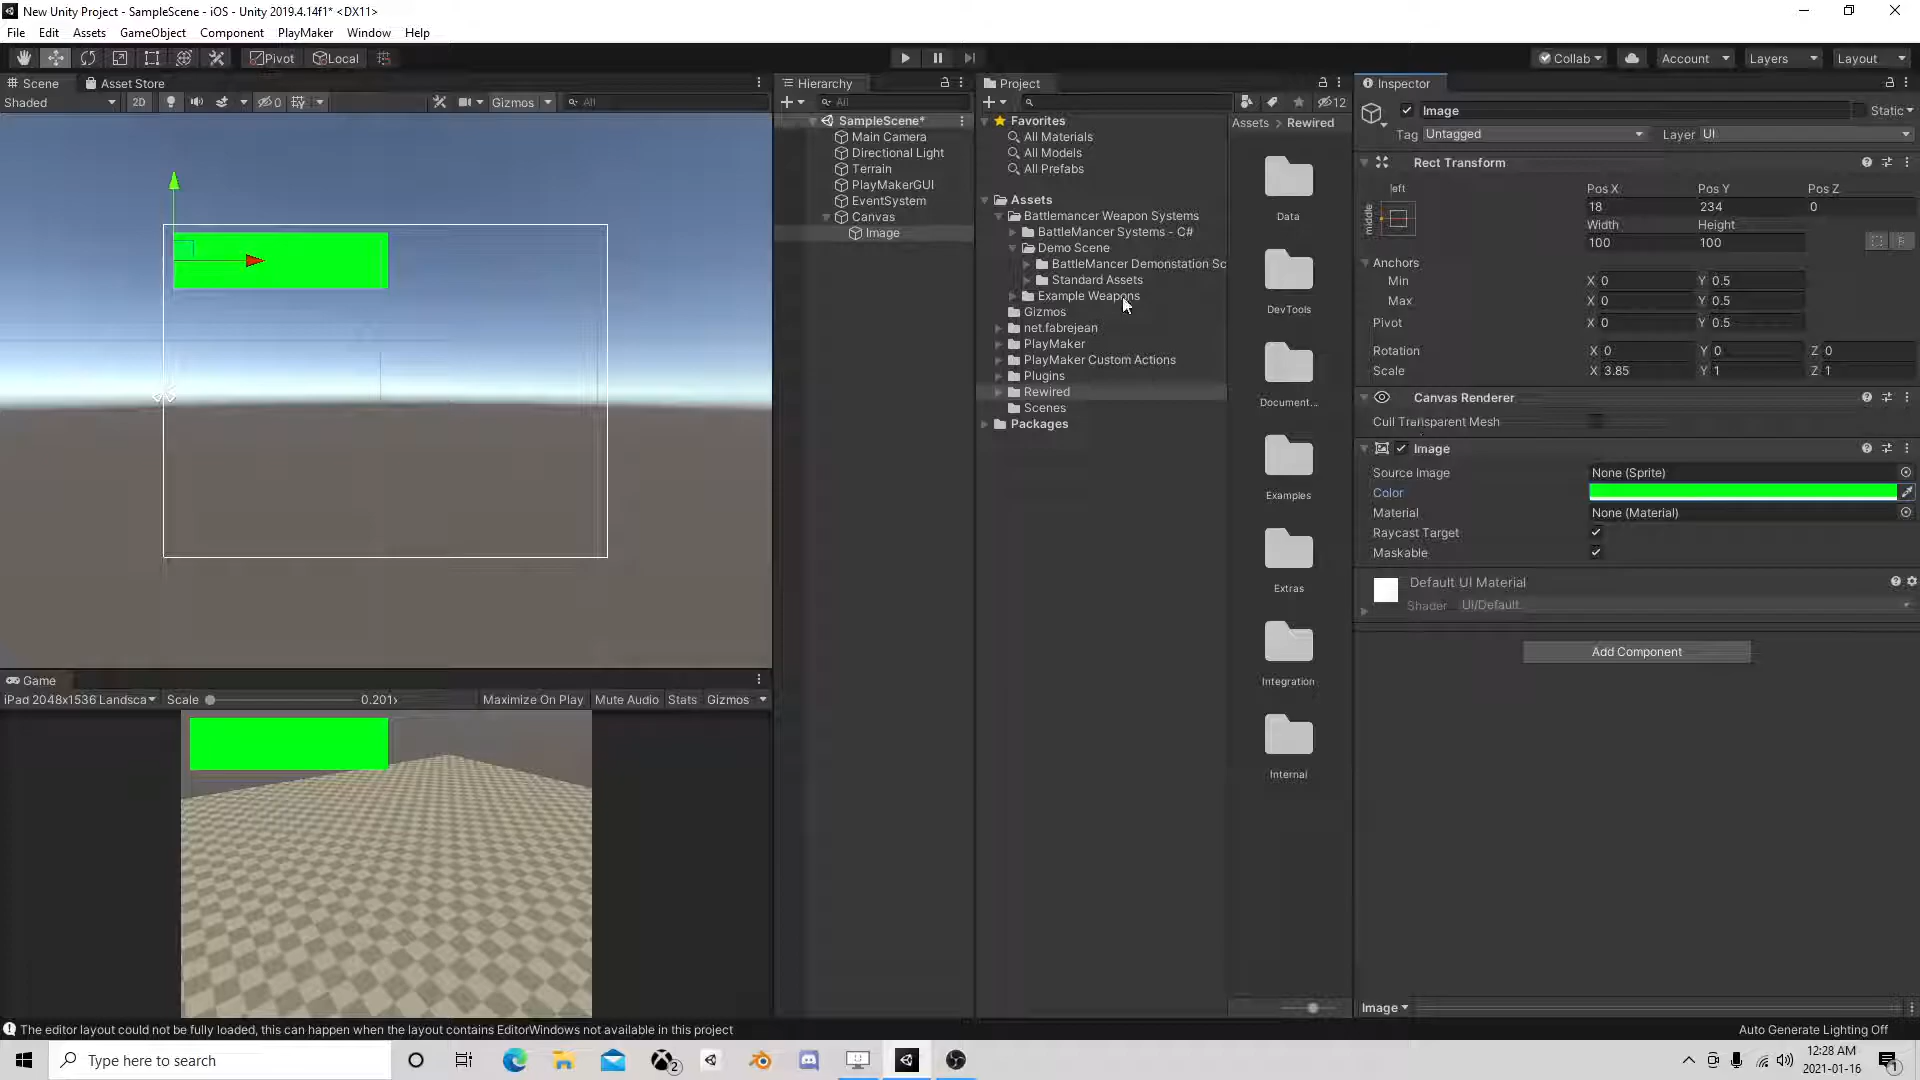 New Unity Project - SampleScene - iOS - Unity 2019.4.14f1* <DX11>
File Edit Assets GameObject Component PlayMaker Window Help
Pivot Local Collab Account Layers Layout
Scene Asset Store
Shaded 2D 0 Gizmos All
Hierarchy
All
SampleScene*
Main Camera
Directional Light
Terrain
PlayMakerGUI
EventSystem
Canvas
Image
Project
12
Favorites
All Materials
All Models
All Prefabs
Assets
Battlemancer Weapon Systems
BattleMancer Systems - C#
Demo Scene
BattleMancer Demonstation Sc
Standard Assets
Example Weapons
Gizmos
net.fabrejean
PlayMaker
PlayMaker Custom Actions
Plugins
Rewired
Scenes
Packages
Assets > Rewired
Data
DevTools
Document...
Examples
Extras
Integration
Internal
Inspector
Image Static
Tag Untagged Layer UI
Rect Transform
left
middle
Pos X Pos Y Pos Z
18 234 0
Width Height
100 100
Anchors
Min X 0 Y 0.5
Max X 0 Y 0.5
Pivot X 0 Y 0.5
Rotation X 0 Y 0 Z 0
Scale X 3.85 Y 1 Z 1
Canvas Renderer
Cull Transparent Mesh
Image
Source Image None (Sprite)
Color
Material None (Material)
Raycast Target
Maskable
Default UI Material
Shader UI/Default
Add Component
Image
Game
iPad 2048x1536 Landsca Scale 0.201 Maximize On Play Mute Audio Stats Gizmos
The editor layout could not be fully loaded, this can happen when the layout contains EditorWindows not available in this project
Auto Generate Lighting Off
Type here to search
2
12:28 AM
2021-01-16
1